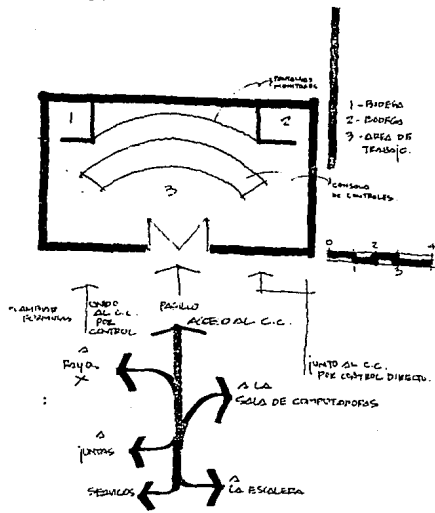 PANTALLAS
MONITORES
1
2
1 - BODEGA
2 - BODEGA
3 - AREA DE
TRABAJO.
3
CONSOLA
DE CONTROLES.
0 2 4
1 3
JUNTO
AL C.C.
POR
CONTROL
PASILLO
ACCESO AL C.C.
JUNTO AL C.C.
POR CONTROL DIRECTO.
A
RAYOS
X
A LA
SALA DE COMPUTADORAS
A
JUNTAS
SERVICIOS
A
LA ESCALERA